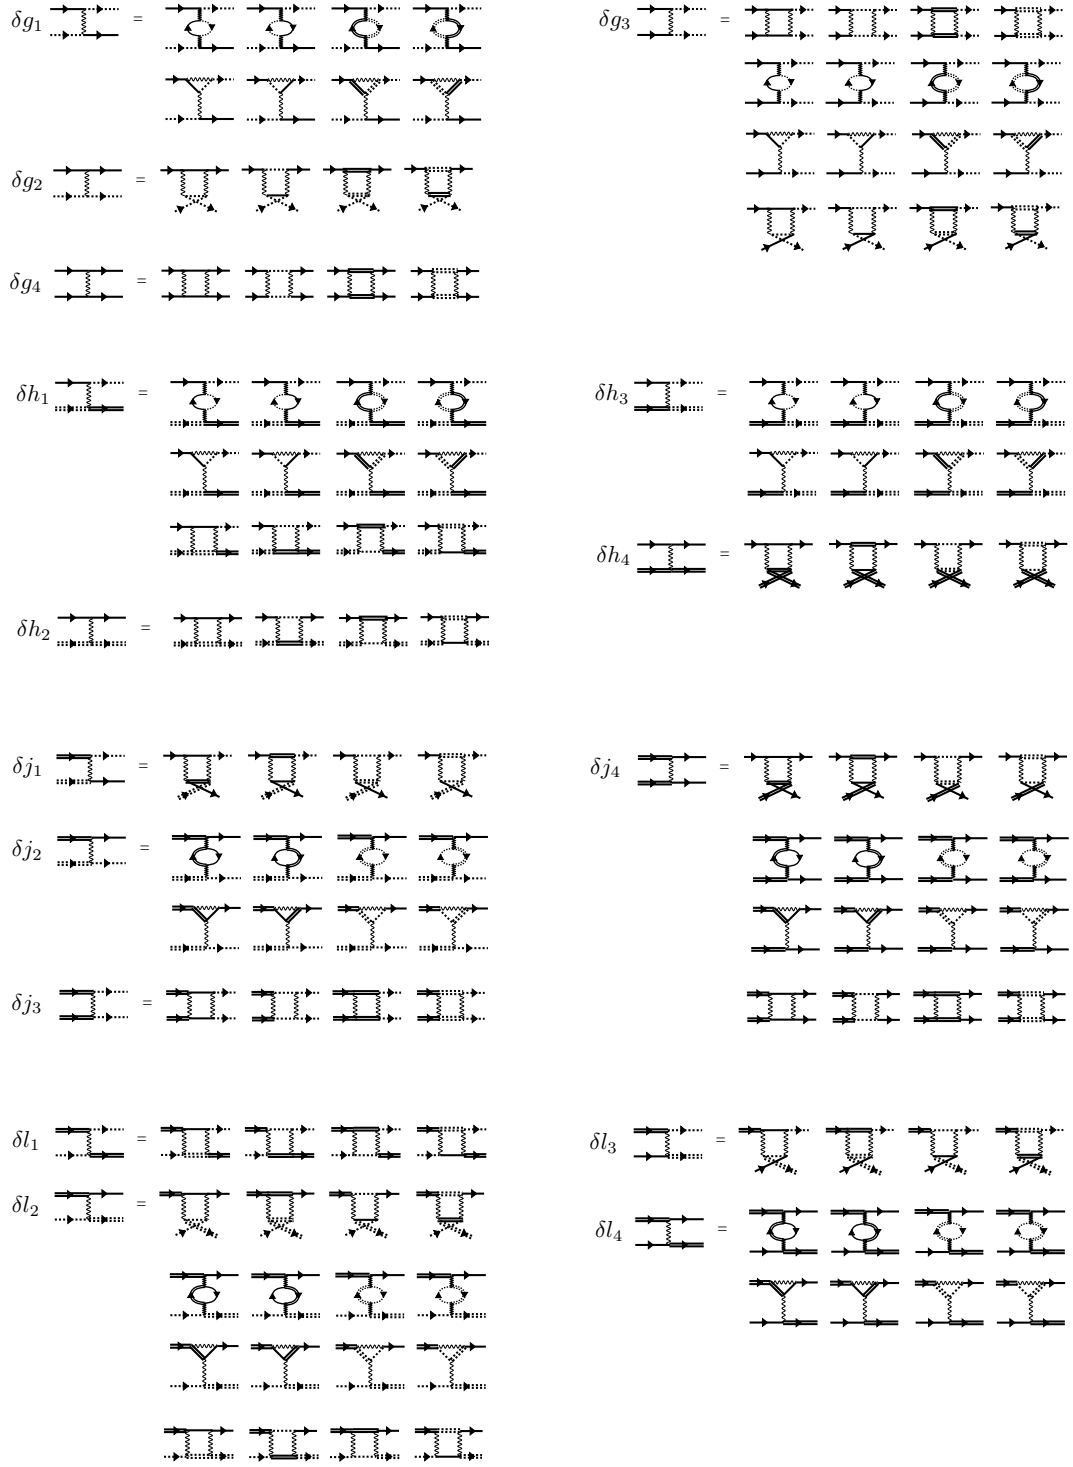 δg₁ =
δg₃ =
δg₂ =
δg₄ =
δh₁ =
δh₃ =
δh₄ =
δh₂ =
δj₁ =
δj₄ =
δj₂ =
δj₃ =
δl₁ =
δl₃ =
δl₂ =
δl₄ =